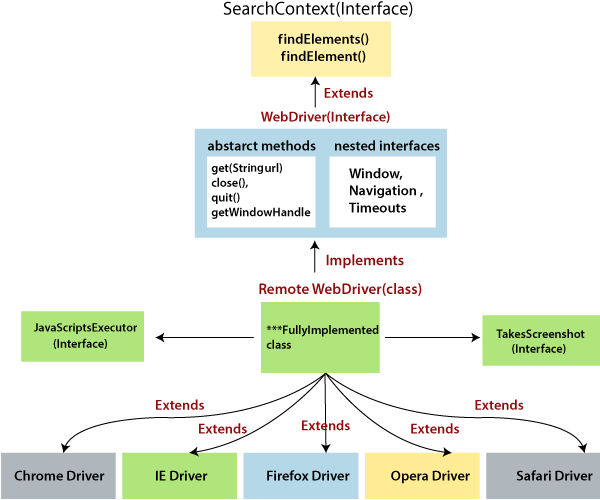 SearchContext(Interface)
findElements()
findElement()
Extends
WebDriver(Interface)
abstarct methods
nested interfaces
get(Stringurl)
close(),
quit()
getWindowHandle
Window,
Navigation ,
Timeouts
Implements
Remote WebDriver(class)
JavaScriptsExecutor
(Interface)
***FullyImplemented
class
TakesScreenshot
(Interface)
Extends
Extends
Extends
Extends
Extends
Chrome Driver
IE Driver
Firefox Driver
Opera Driver
Safari Driver